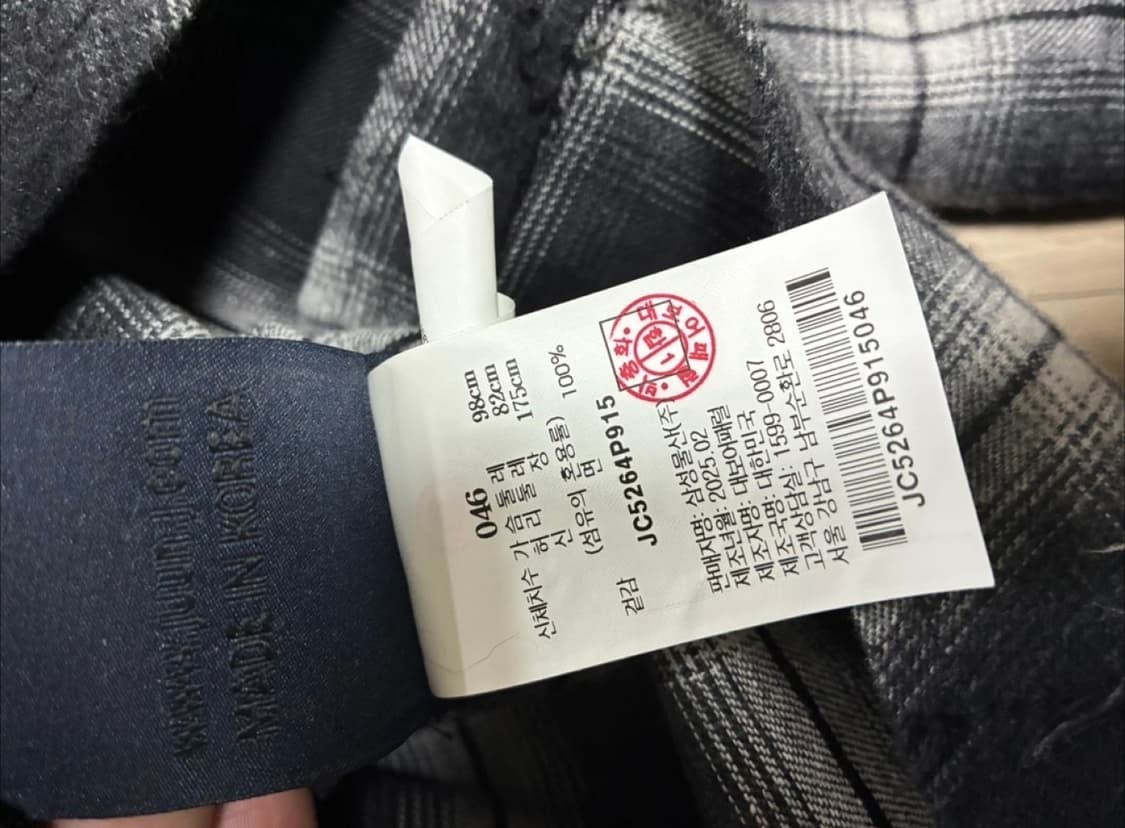 www.juunj.com
MADE IN KOREA
046
신체치수 가슴둘레 98cm
허리둘레 82cm
신장 175cm
(섬유의 혼용률)
겉감 면 100%
JC5264P915
판매자명: 삼성물산(주)
제조년월: 2025.02
제조자명: 대보어패럴
제조국명: 대한민국
고객상담실: 1599-0007
서울 강남구 남부순환로 2806
JC5264P915046